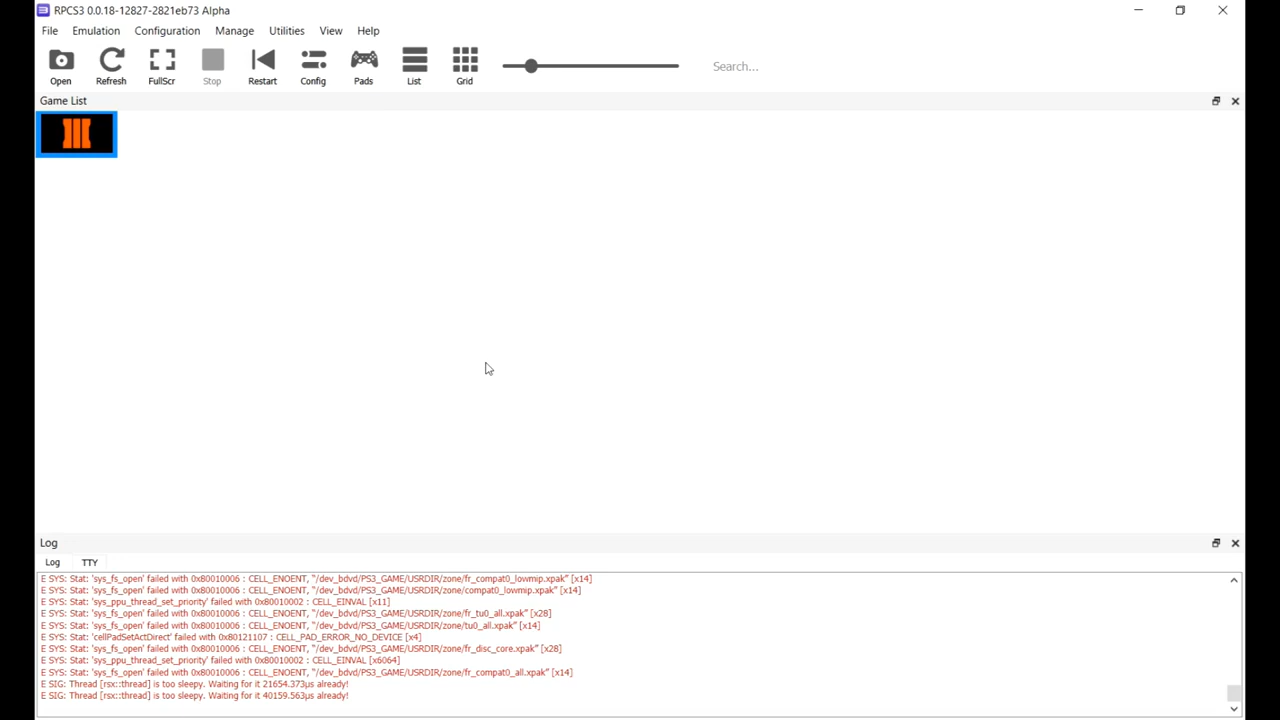 RPCS3 0.0.18-12827-2821eb73 Alpha
File Emulation Configuration Manage Utilities View Help
Open Refresh FullScr Stop Restart Config Pads List Grid Search...
Game List
III
Log
Log TTY
E SYS: Stat: 'sys_fs_open' failed with 0x80010006 : CELL_ENOENT, "/dev_bdvd/PS3_GAME/USRDIR/zone/fr_compat0_lowmip.xpak" [x14]
E SYS: Stat: 'sys_fs_open' failed with 0x80010006 : CELL_ENOENT, "/dev_bdvd/PS3_GAME/USRDIR/zone/compat0_lowmip.xpak" [x14]
E SYS: Stat: 'sys_ppu_thread_set_priority' failed with 0x80010002 : CELL_EINVAL [x11]
E SYS: Stat: 'sys_fs_open' failed with 0x80010006 : CELL_ENOENT, "/dev_bdvd/PS3_GAME/USRDIR/zone/fr_tu0_all.xpak" [x28]
E SYS: Stat: 'sys_fs_open' failed with 0x80010006 : CELL_ENOENT, "/dev_bdvd/PS3_GAME/USRDIR/zone/tu0_all.xpak" [x14]
E SYS: Stat: 'cellPadSetActDirect' failed with 0x80121107 : CELL_PAD_ERROR_NO_DEVICE [x4]
E SYS: Stat: 'sys_fs_open' failed with 0x80010006 : CELL_ENOENT, "/dev_bdvd/PS3_GAME/USRDIR/zone/fr_disc_core.xpak" [x28]
E SYS: Stat: 'sys_ppu_thread_set_priority' failed with 0x80010002 : CELL_EINVAL [x6064]
E SYS: Stat: 'sys_fs_open' failed with 0x80010006 : CELL_ENOENT, "/dev_bdvd/PS3_GAME/USRDIR/zone/fr_compat0_all.xpak" [x14]
E SIG: Thread [rsx::thread] is too sleepy. Waiting for it 21654.373µs already!
E SIG: Thread [rsx::thread] is too sleepy. Waiting for it 40159.563µs already!